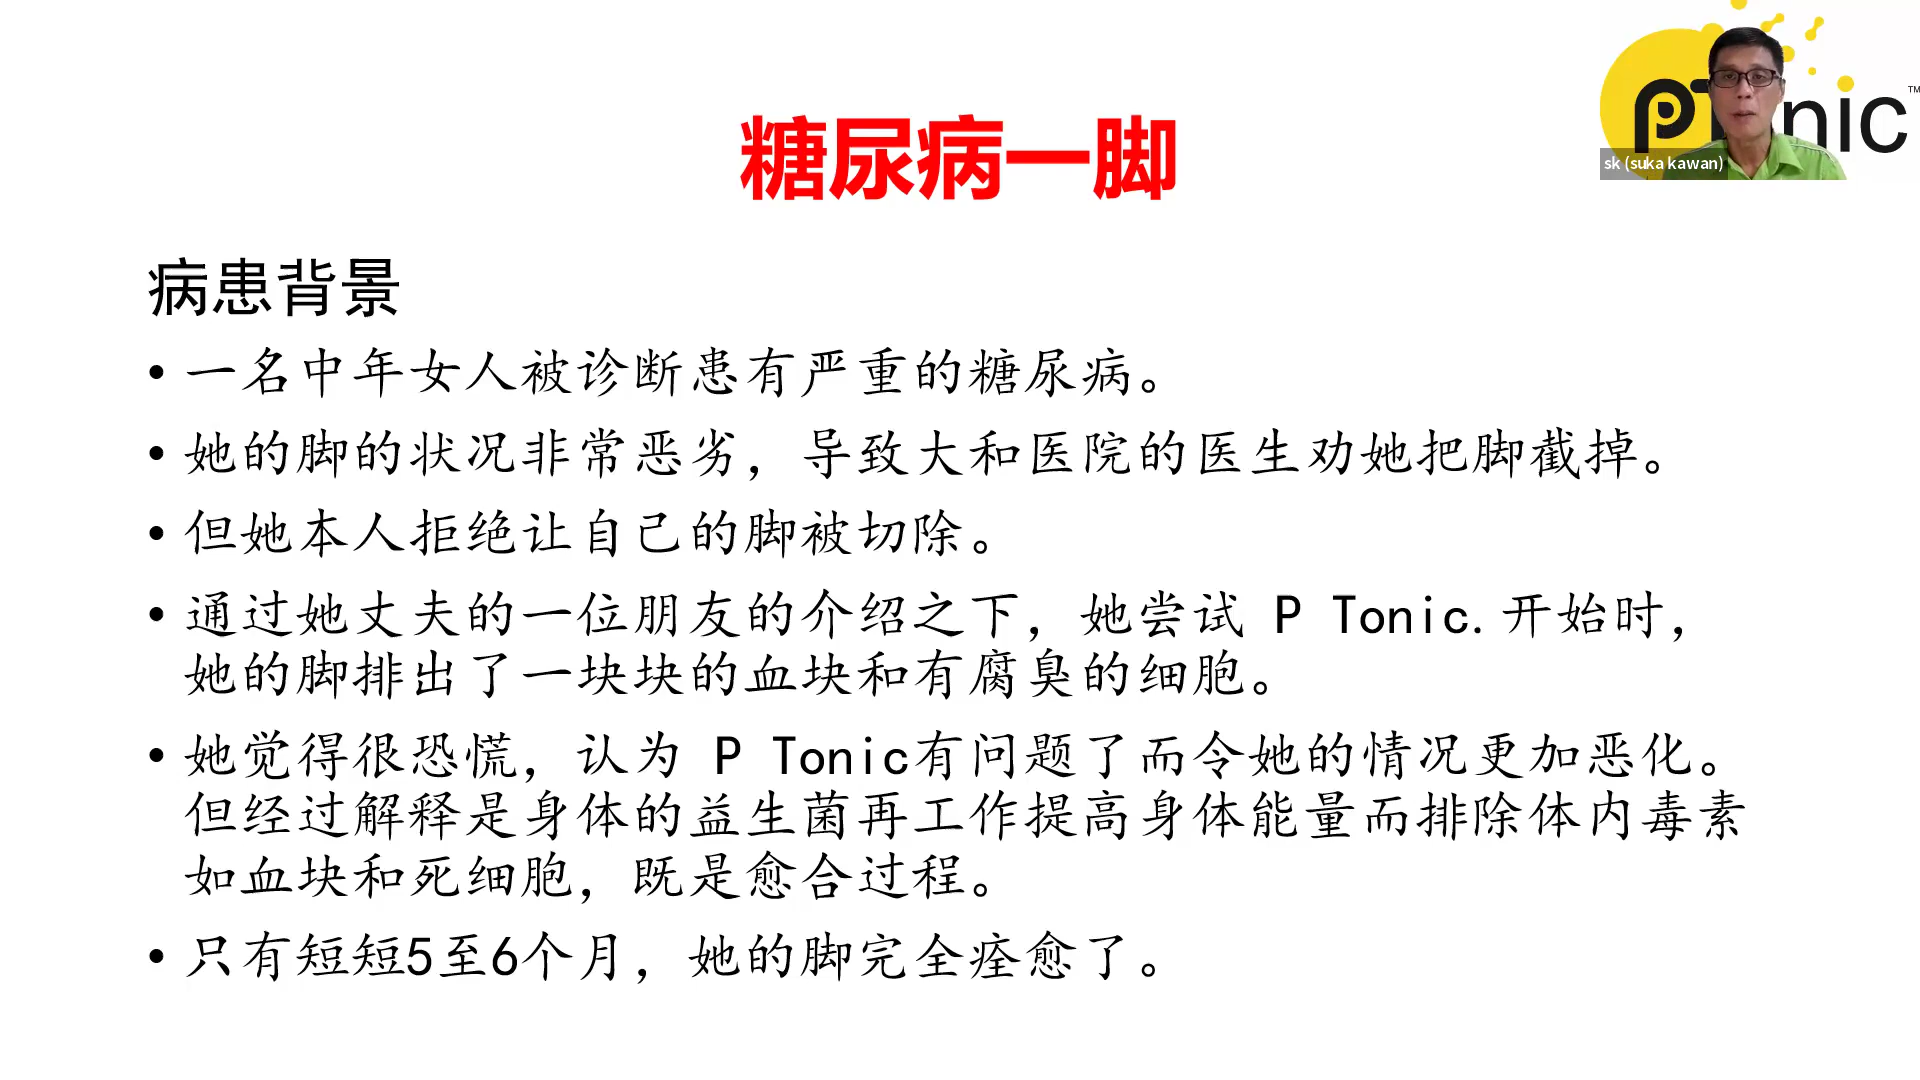 糖尿病一脚
PT nic™
sk (suka kawan)
病患背景
• 一名中年女人被诊断患有严重的糖尿病。
• 她的脚的状况非常恶劣，导致大和医院的医生劝她把脚截掉。
• 但她本人拒绝让自己的脚被切除。
• 通过她丈夫的一位朋友的介绍之下，她尝试 P Tonic.开始时，
她的脚排出了一块块的血块和有腐臭的细胞。
• 她觉得很恐慌，认为 P Tonic有问题了而令她的情况更加恶化。
但经过解释是身体的益生菌再工作提高身体能量而排除体内毒素
如血块和死细胞，既是愈合过程。
• 只有短短5至6个月，她的脚完全痊愈了。